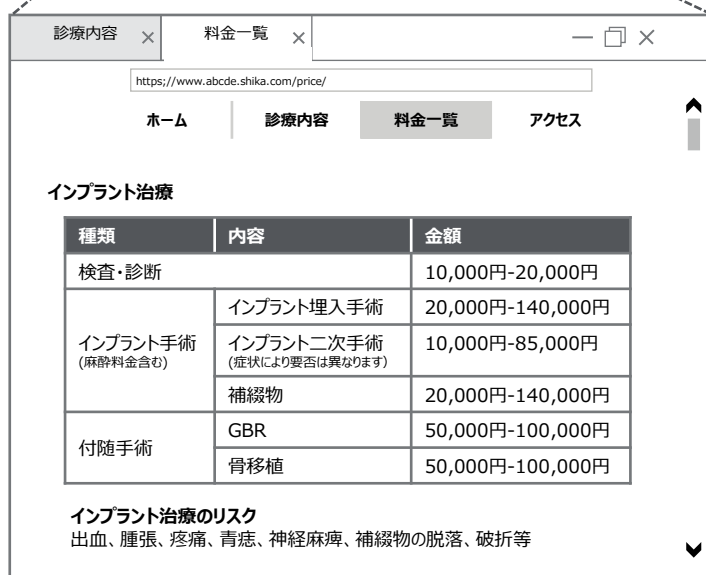 診療内容 × 料金一覧 ×
https;//www.abcde.shika.com/price/
ホーム 診療内容 料金一覧 アクセス
インプラント治療
種類 内容 金額
検査・診断 10,000円-20,000円
インプラント手術 (麻酔料金含む) インプラント埋入手術 20,000円-140,000円
インプラント二次手術 (症状により要否は異なります) 10,000円-85,000円
補綴物 20,000円-140,000円
付随手術 GBR 50,000円-100,000円
骨移植 50,000円-100,000円
インプラント治療のリスク
出血、腫張、疼痛、青痣、神経麻痺、補綴物の脱落、破折等